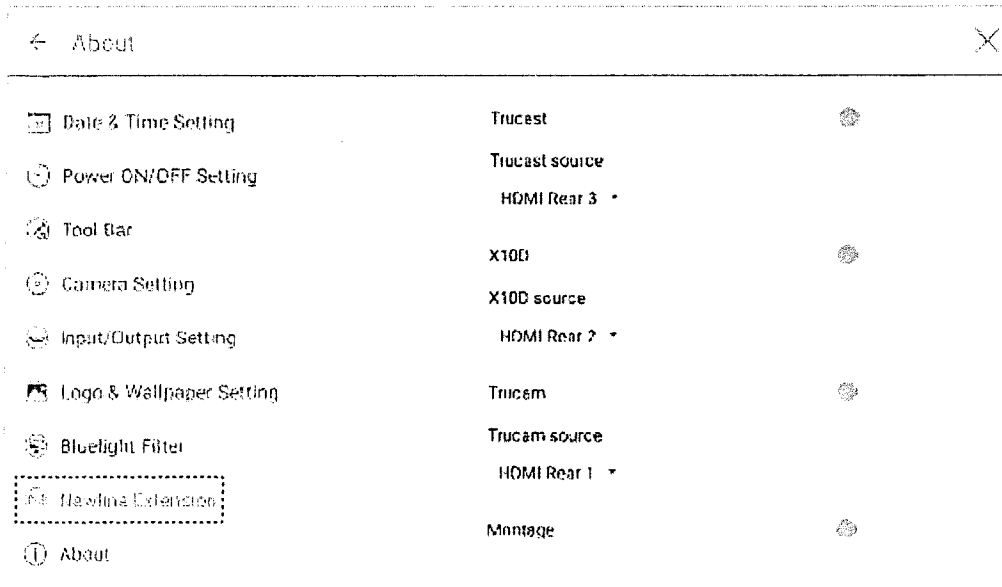 About
Date & Time Setting
Power ON/OFF Setting
Tool Bar
Camera Setting
Input/Output Setting
Logo & Wallpaper Setting
Bluelight Filter
Newline Extension
About
Trucast
Trucast source
HDMI Rear 3
X10D
X10D source
HDMI Rear 2
Trucam
Trucam source
HDMI Rear 1
Montage